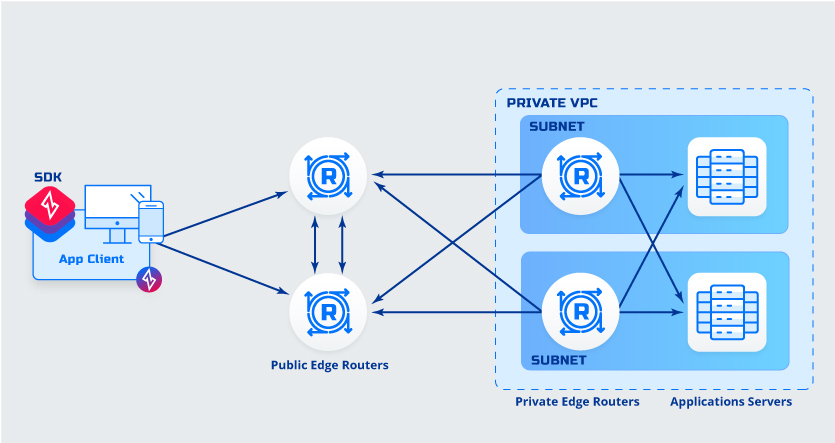 PRIVATE VPC
SUBNET
SDK
R
R
App Client
R
R
SUBNET
Public Edge Routers
Private Edge Routers
Applications Servers